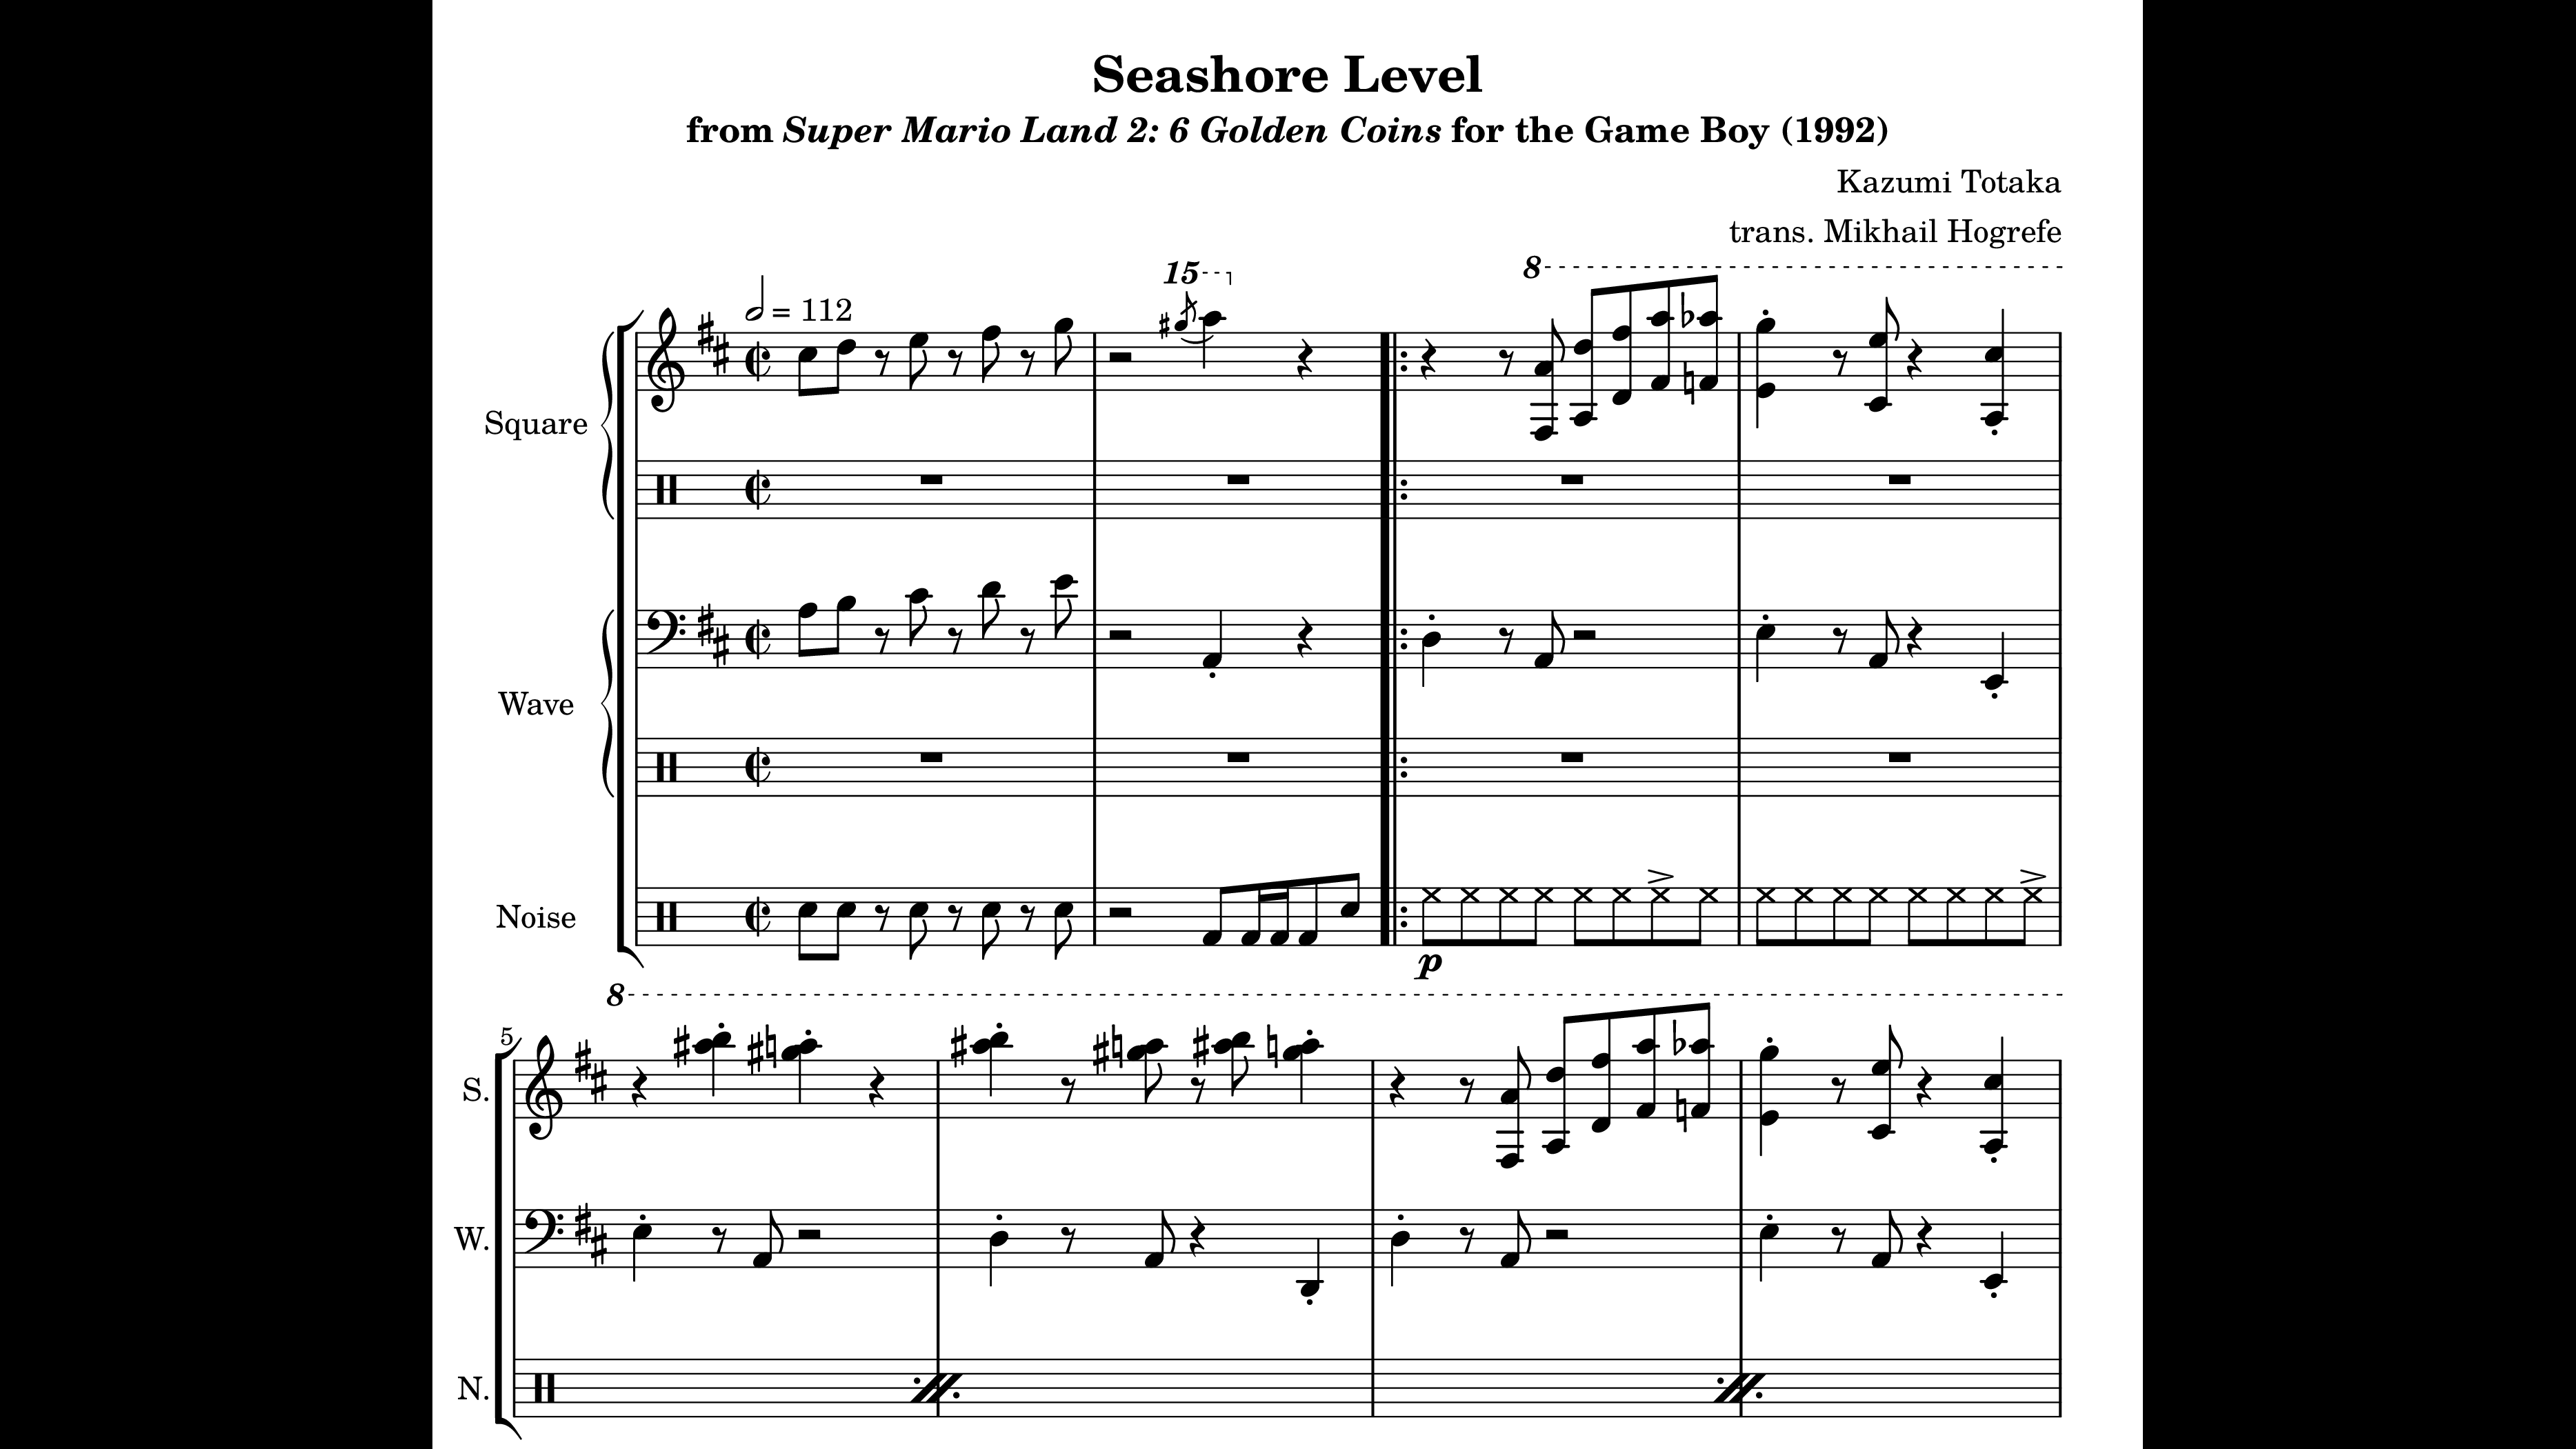 Seashore Level
from Super Mario Land 2: 6 Golden Coins for the Game Boy (1992)
Kazumi Totaka
trans. Mikhail Hogrefe
= 112
15
8
Square
Wave
Noise
p
8
5
S.
W.
N.